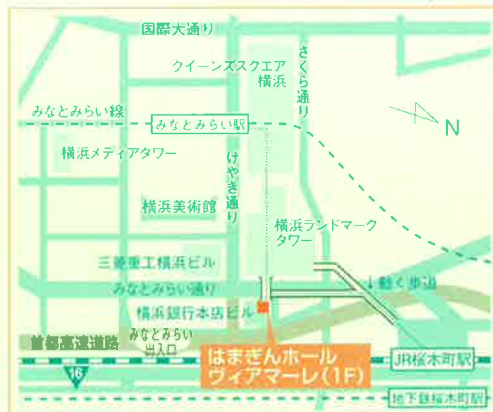 国際大通り
さくら通り
クイーンズスクエア
横浜
みなとみらい線
みなとみらい駅
N
横浜メディアタワー
けやき通り
横浜美術館
横浜ランドマーク
タワー
三菱重工横浜ビル
みなとみらい通り
↓動く歩道
横浜銀行本店ビル
首都高速道路
みなとみらい
出入口
はまぎんホール
ヴィアマーレ(1F)
JR桜木町駅
16
地下鉄桜木町駅